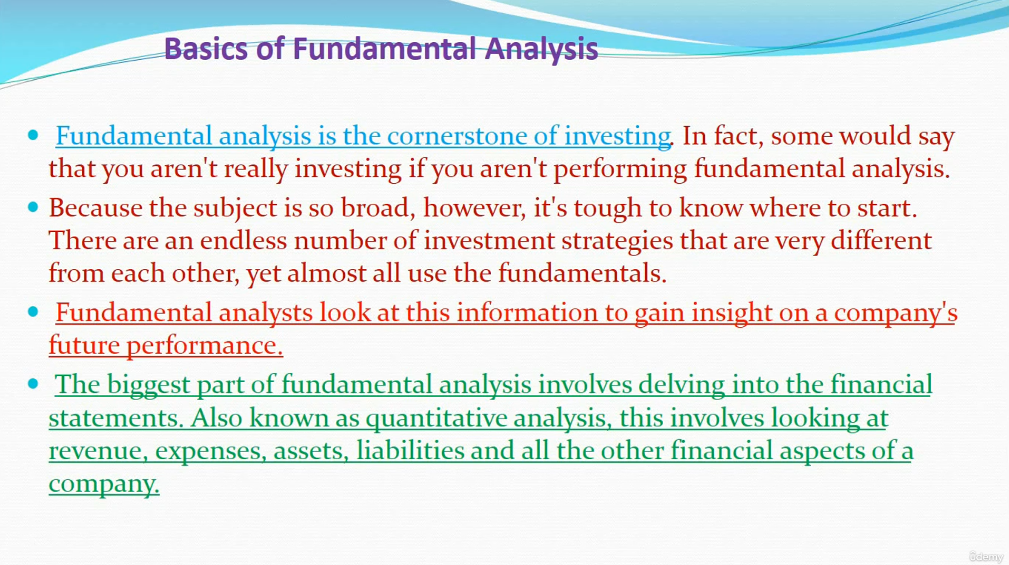 Basics of Fundamental Analysis
Fundamental analysis is the cornerstone of investing. In fact, some would say
that you aren't really investing if you aren't performing fundamental analysis.
Because the subject is so broad, however, it's tough to know where to start.
There are an endless number of investment strategies that are very different
from each other, yet almost all use the fundamentals.
Fundamental analysts look at this information to gain insight on a company's
future performance.
The biggest part of fundamental analysis involves delving into the financial
statements. Also known as quantitative analysis, this involves looking at
revenue, expenses, assets, liabilities and all the other financial aspects of a
company.
ûdemy